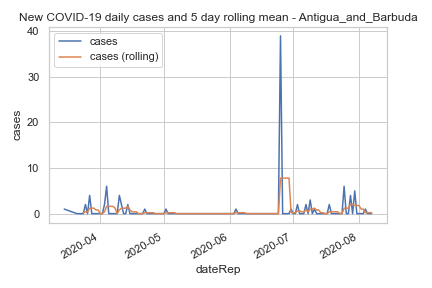 New COVID-19 daily cases and 5 day rolling mean - Antigua_and_Barbuda
cases
cases (rolling)
40
30
20
10
0
cases
2020-04
2020-05
2020-06
2020-07
2020-08
dateRep